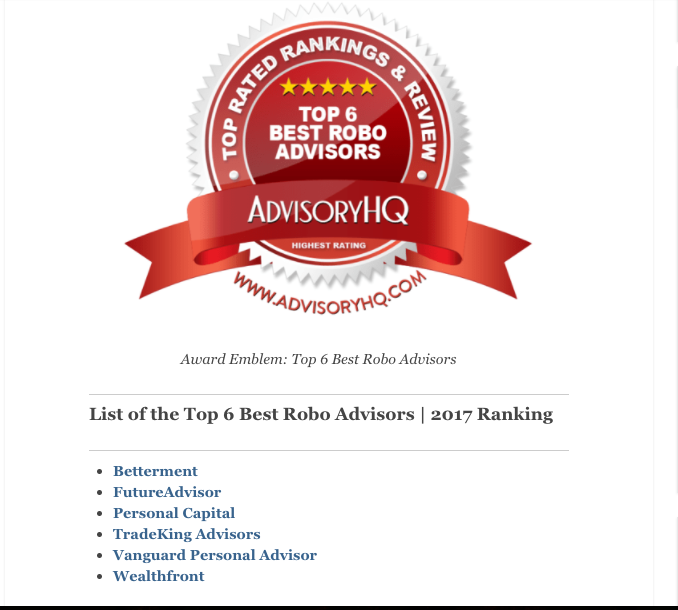 TOP RATED RANKINGS & REVIEW
TOP 6
BEST ROBO
ADVISORS
ADVISORYHQ
HIGHEST RATING
WWW.ADVISORYHQ.COM
Award Emblem: Top 6 Best Robo Advisors
List of the Top 6 Best Robo Advisors | 2017 Ranking
Betterment
FutureAdvisor
Personal Capital
TradeKing Advisors
Vanguard Personal Advisor
Wealthfront